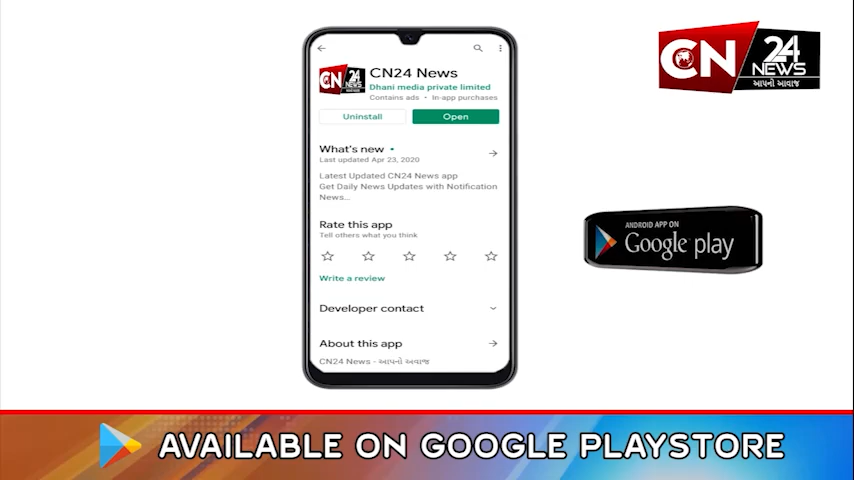 CN24 News
Dhani media private limited
Contains ads • In-app purchases
Uninstall
Open
What's new •
Last updated Apr 23, 2020
Latest Updated CN24 News app
Get Daily News Updates with Notification
News...
Rate this app
Tell others what you think
Write a review
Developer contact
About this app
CN24 News - આપનો અવાજ
CN 24 NEWS
આપનો અવાજ
ANDROID APP ON
Google play
CN 24 NEWS
AVAILABLE ON GOOGLE PLAYSTORE